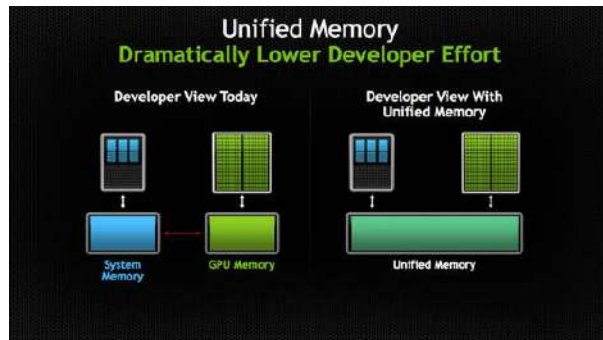 Unified Memory
Dramatically Lower Developer Effort
Developer View Today
Developer View With
Unified Memory
System
Memory
GPU Memory
Unified Memory